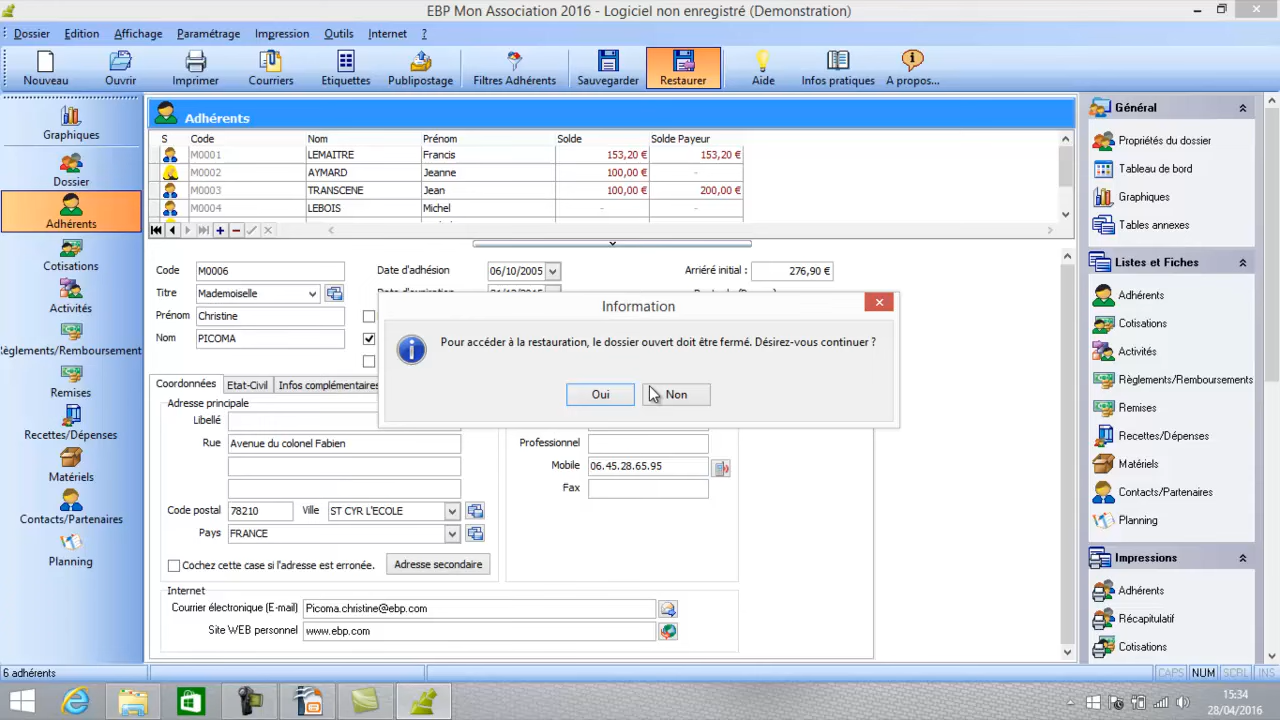 EBP Mon Association 2016 - Logiciel non enregistré (Demonstration)
Dossier Edition Affichage Paramétrage Impression Outils Internet ?
Nouveau Ouvrir Imprimer Courriers Etiquettes Publipostage Filtres Adhérents Sauvegarder Restaurer Aide Infos pratiques A propos...
Graphiques
Dossier
Adhérents
Cotisations
Activités
Règlements/Remboursement
Remises
Recettes/Dépenses
Matériels
Contacts/Partenaires
Planning
Adhérents
S Code Nom Prénom Solde Solde Payeur
M0001 LEMAITRE Francis 153,20 € 153,20 €
M0002 AYMARD Jeanne 100,00 € -
M0003 TRANSCENE Jean 100,00 € 200,00 €
M0004 LEBOIS Michel - -
Code M0006 Date d'adhésion 06/10/2005 Arriéré initial : 276,90 €
Titre Mademoiselle
Prénom Christine
Nom PICOMA
Information
Pour accéder à la restauration, le dossier ouvert doit être fermé. Désirez-vous continuer ?
Oui Non
Coordonnées Etat-Civil Infos complémentaires
Adresse principale
Libellé
Rue Avenue du colonel Fabien
Code postal 78210 Ville ST CYR L'ECOLE
Pays FRANCE
Cochez cette case si l'adresse est erronée. Adresse secondaire
Professionnel
Mobile 06.45.28.65.95
Fax
Internet
Courrier électronique (E-mail) Picoma.christine@ebp.com
Site WEB personnel www.ebp.com
Général
Propriétés du dossier
Tableau de bord
Graphiques
Tables annexes
Listes et Fiches
Adhérents
Cotisations
Activités
Règlements/Remboursements
Remises
Recettes/Dépenses
Matériels
Contacts/Partenaires
Planning
Impressions
Adhérents
Récapitulatif
Cotisations
6 adhérents
CAPS NUM SCRL INS
15:34
28/04/2016